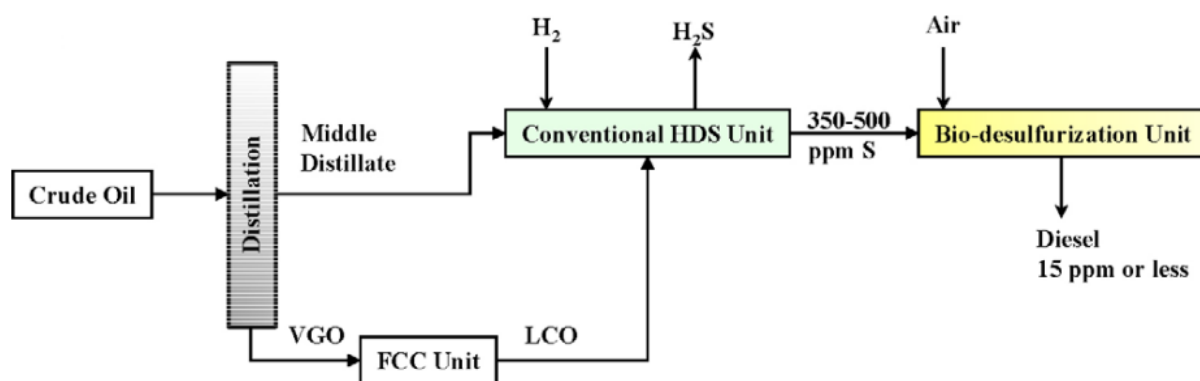 H₂
H₂S
Air
Middle
Distillate
Conventional HDS Unit
350-500
ppm S
Bio-desulfurization Unit
Crude Oil
Distillation
Diesel
15 ppm or less
VGO
FCC Unit
LCO